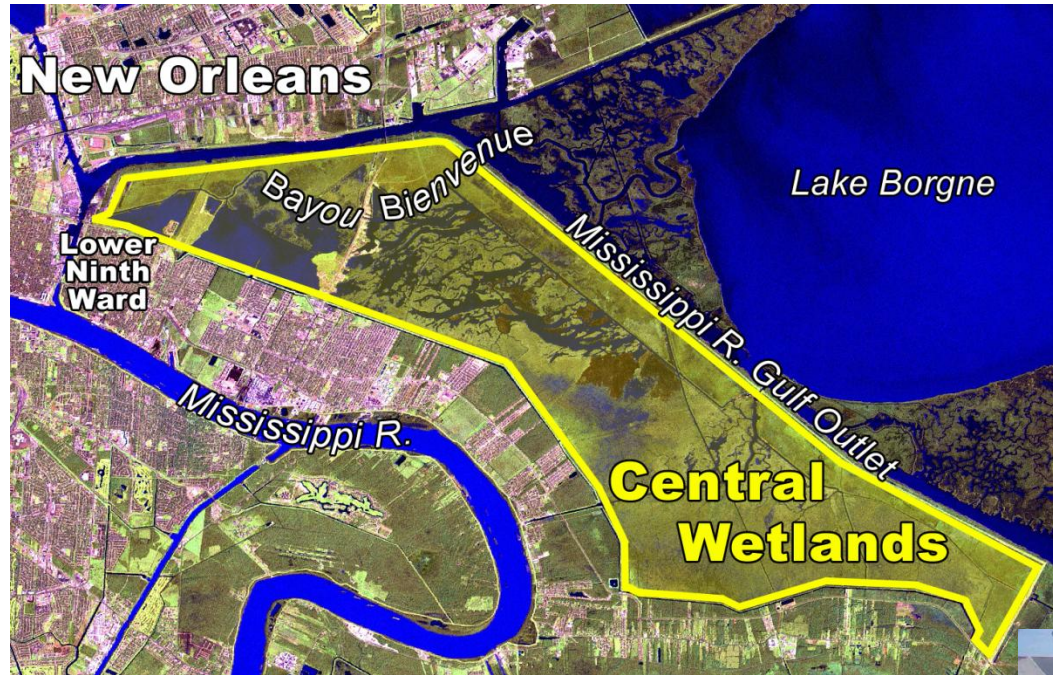 New Orleans
Bayou Bienvenue
Lake Borgne
Lower
Ninth
Ward
Mississippi R. Gulf Outlet
Mississippi R.
Central
Wetlands